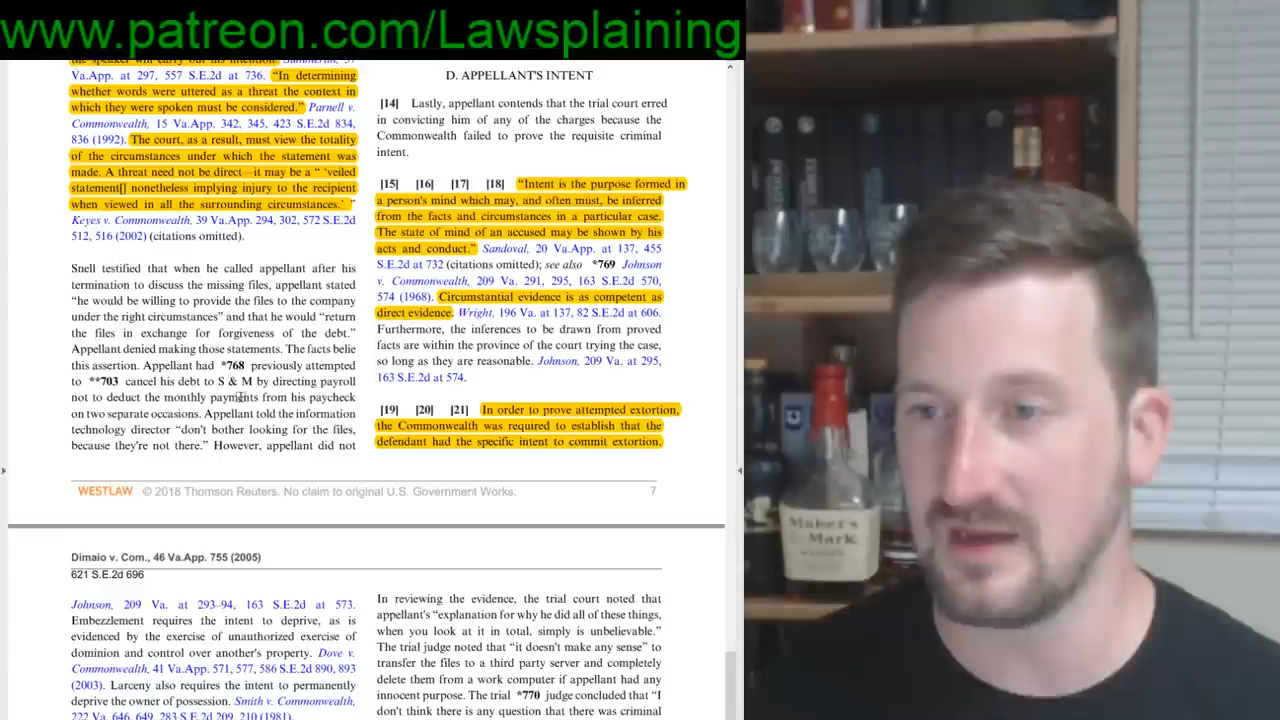 www.patreon.com/Lawsplaining
the speaker will carry out his intention." Summerlin, 37
Va.App. at 297, 557 S.E.2d at 736. "In determining
whether words were uttered as a threat the context in
which they were spoken must be considered." Parnell v.
Commonwealth, 15 Va.App. 342, 345, 423 S.E.2d 834,
836 (1992). The court, as a result, must view the totality
of the circumstances under which the statement was
made. A threat need not be direct—it may be a " 'veiled
statement[] nonetheless implying injury to the recipient
when viewed in all the surrounding circumstances.' "
Keyes v. Commonwealth, 39 Va.App. 294, 302, 572 S.E.2d
512, 516 (2002) (citations omitted).
Snell testified that when he called appellant after his
termination to discuss the missing files, appellant stated
"he would be willing to provide the files to the company
under the right circumstances" and that he would "return
the files in exchange for forgiveness of the debt."
Appellant denied making those statements. The facts belie
this assertion. Appellant had *768 previously attempted
to **703 cancel his debt to S & M by directing payroll
not to deduct the monthly payments from his paycheck
on two separate occasions. Appellant told the information
technology director "don't bother looking for the files,
because they're not there." However, appellant did not
D. APPELLANT'S INTENT
[14] Lastly, appellant contends that the trial court erred
in convicting him of any of the charges because the
Commonwealth failed to prove the requisite criminal
intent.
[15] [16] [17] [18] "Intent is the purpose formed in
a person's mind which may, and often must, be inferred
from the facts and circumstances in a particular case.
The state of mind of an accused may be shown by his
acts and conduct." Sandoval, 20 Va.App. at 137, 455
S.E.2d at 732 (citations omitted); see also *769 Johnson
v. Commonwealth, 209 Va. 291, 295, 163 S.E.2d 570,
574 (1968). Circumstantial evidence is as competent as
direct evidence. Wright, 196 Va. at 137, 82 S.E.2d at 606.
Furthermore, the inferences to be drawn from proved
facts are within the province of the court trying the case,
so long as they are reasonable. Johnson, 209 Va. at 295,
163 S.E.2d at 574.
[19] [20] [21] In order to prove attempted extortion,
the Commonwealth was required to establish that the
defendant had the specific intent to commit extortion.
WESTLAW © 2018 Thomson Reuters. No claim to original U.S. Government Works. 7
Dimaio v. Com., 46 Va.App. 755 (2005)
621 S.E.2d 696
Johnson, 209 Va. at 293–94, 163 S.E.2d at 573.
Embezzlement requires the intent to deprive, as is
evidenced by the exercise of unauthorized exercise of
dominion and control over another's property. Dove v.
Commonwealth, 41 Va.App. 571, 577, 586 S.E.2d 890, 893
(2003). Larceny also requires the intent to permanently
deprive the owner of possession. Smith v. Commonwealth,
222 Va. 646, 649, 283 S.E.2d 209, 210 (1981).
In reviewing the evidence, the trial court noted that
appellant's "explanation for why he did all of these things,
when you look at it in total, simply is unbelievable."
The trial judge noted that "it doesn't make any sense" to
transfer the files to a third party server and completely
delete them from a work computer if appellant had any
innocent purpose. The trial *770 judge concluded that "I
don't think there is any question that there was criminal
Maker's
Mark